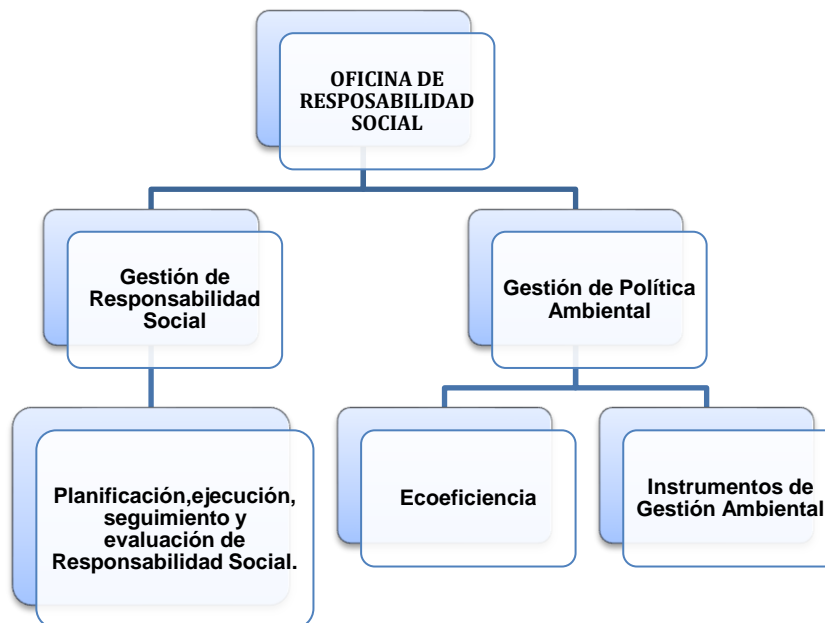 OFICINA DE
RESPOSABILIDAD
SOCIAL
Gestión de
Responsabilidad
Social
Gestión de Política
Ambiental
Planificación,ejecución,
seguimiento y
evaluación de
Responsabilidad Social.
Ecoeficiencia
Instrumentos de
Gestión Ambiental